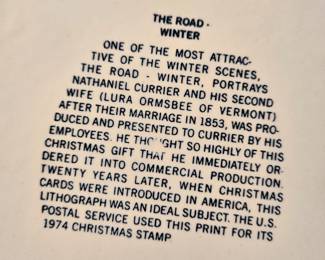 THE ROAD -
WINTER
ONE OF THE MOST ATTRAC-
TIVE OF THE WINTER SCENES,
THE ROAD - WINTER, PORTRAYS
NATHANIEL CURRIER AND HIS SECOND
WIFE (LURA ORMSBEE OF VERMONT)
AFTER THEIR MARRIAGE IN 1853, WAS PRO-
DUCED AND PRESENTED TO CURRIER BY HIS
EMPLOYEES. HE THOUGHT SO HIGHLY OF THIS
CHRISTMAS GIFT THAT HE IMMEDIATELY OR-
DERED IT INTO COMMERCIAL PRODUCTION.
TWENTY YEARS LATER, WHEN CHRISTMAS
CARDS WERE INTRODUCED IN AMERICA, THIS
LITHOGRAPH WAS AN IDEAL SUBJECT. THE U.S.
POSTAL SERVICE USED THIS PRINT FOR ITS
1974 CHRISTMAS STAMP